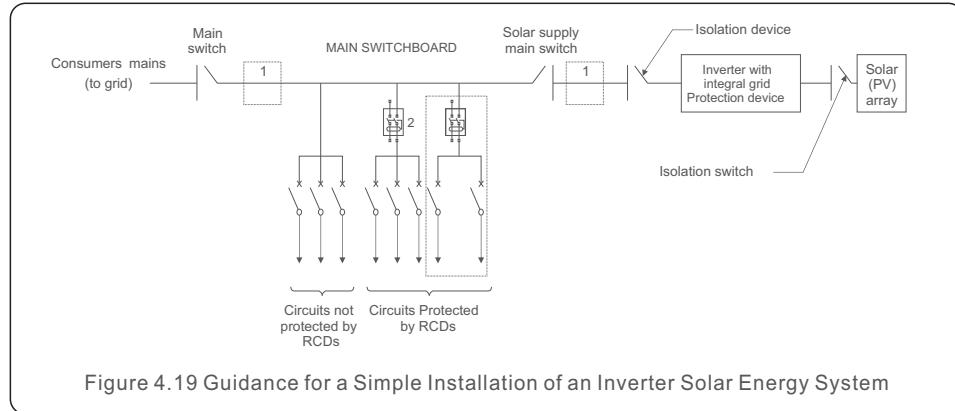 Main
switch
MAIN SWITCHBOARD
Solar supply
main switch
Isolation device
Consumers mains
(to grid)
1
1
Inverter with
integral grid
Protection device
Solar
(PV)
array
2
Isolation switch
Circuits not
protected by
RCDs
Circuits Protected
by RCDs
Figure 4.19 Guidance for a Simple Installation of an Inverter Solar Energy System